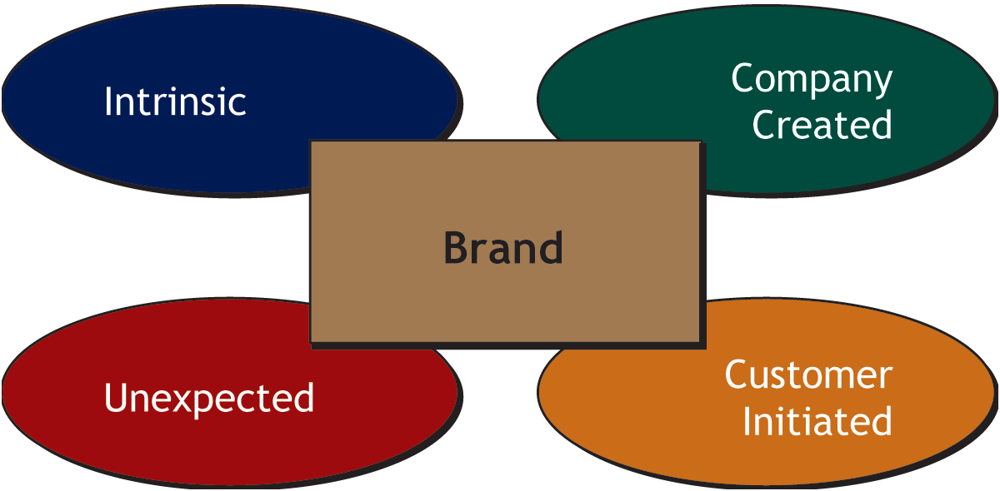 Intrinsic
Company
Created
Brand
Unexpected
Customer
Initiated